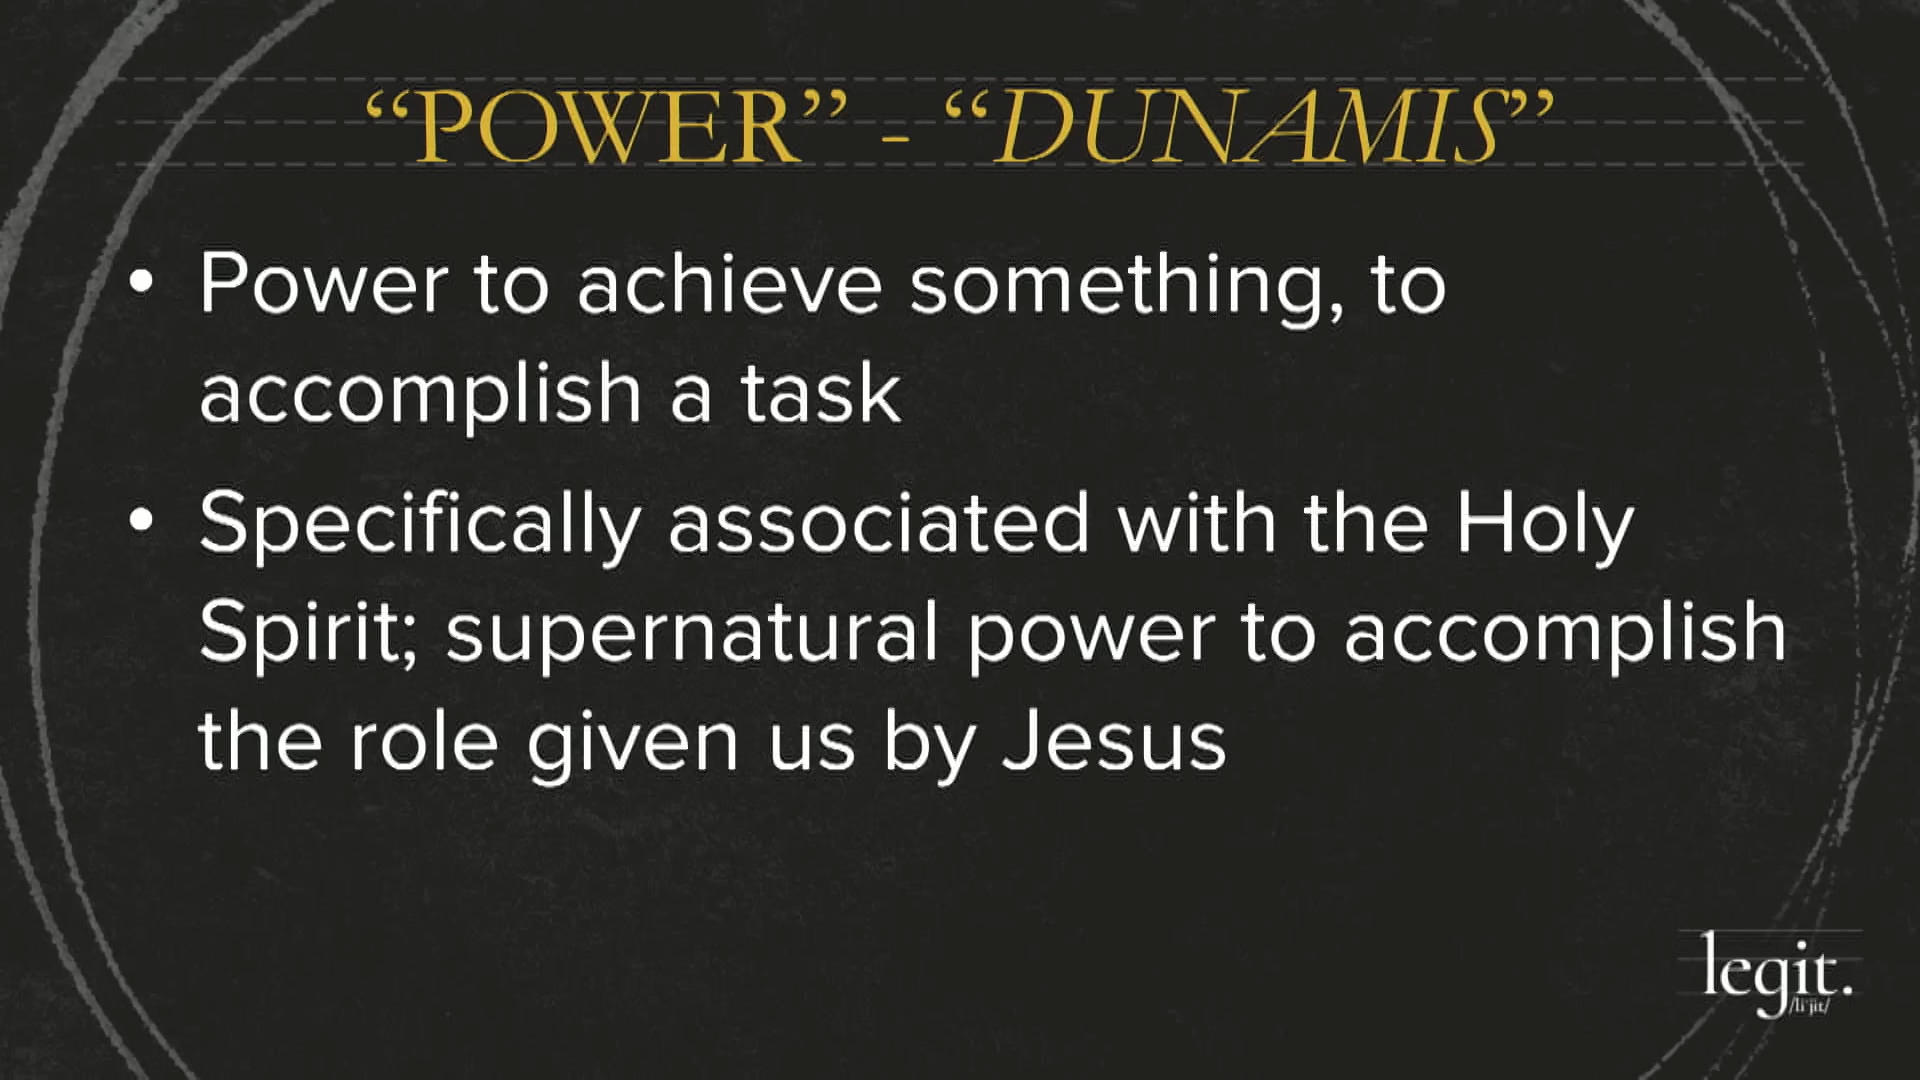 “POWER” - “DUNAMIS”
• Power to achieve something, to
accomplish a task
• Specifically associated with the Holy
Spirit; supernatural power to accomplish
the role given us by Jesus
legit.
/liˈjit/